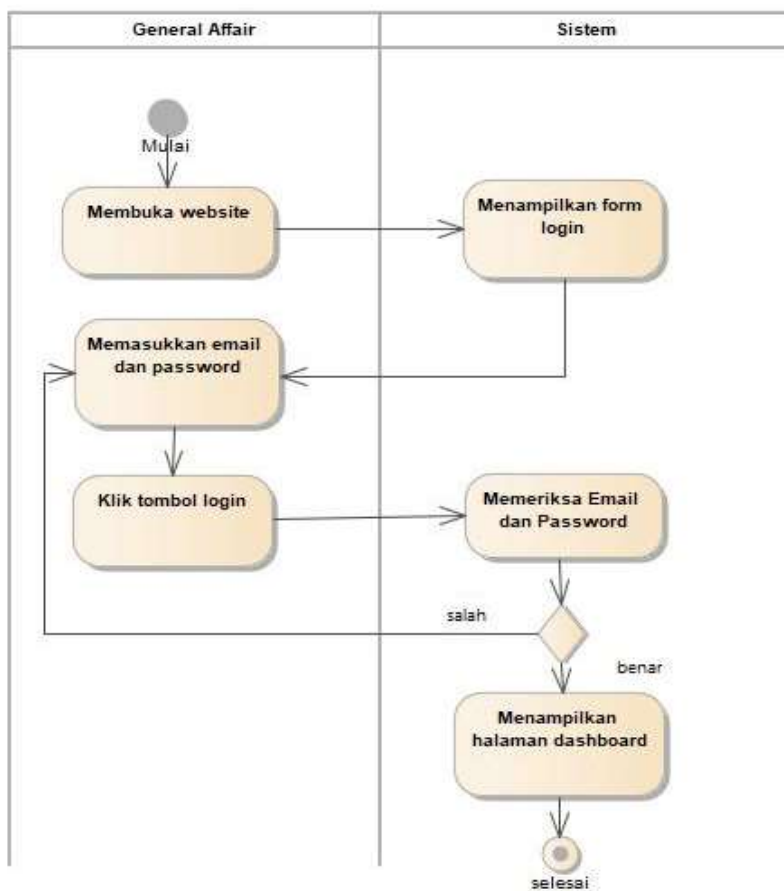 General Affair
Sistem
Mulai
Membuka website
Menampilkan form
login
Memasukkan email
dan password
Klik tombol login
Memeriksa Email
dan Password
salah
benar
Menampilkan
halaman dashboard
selesai